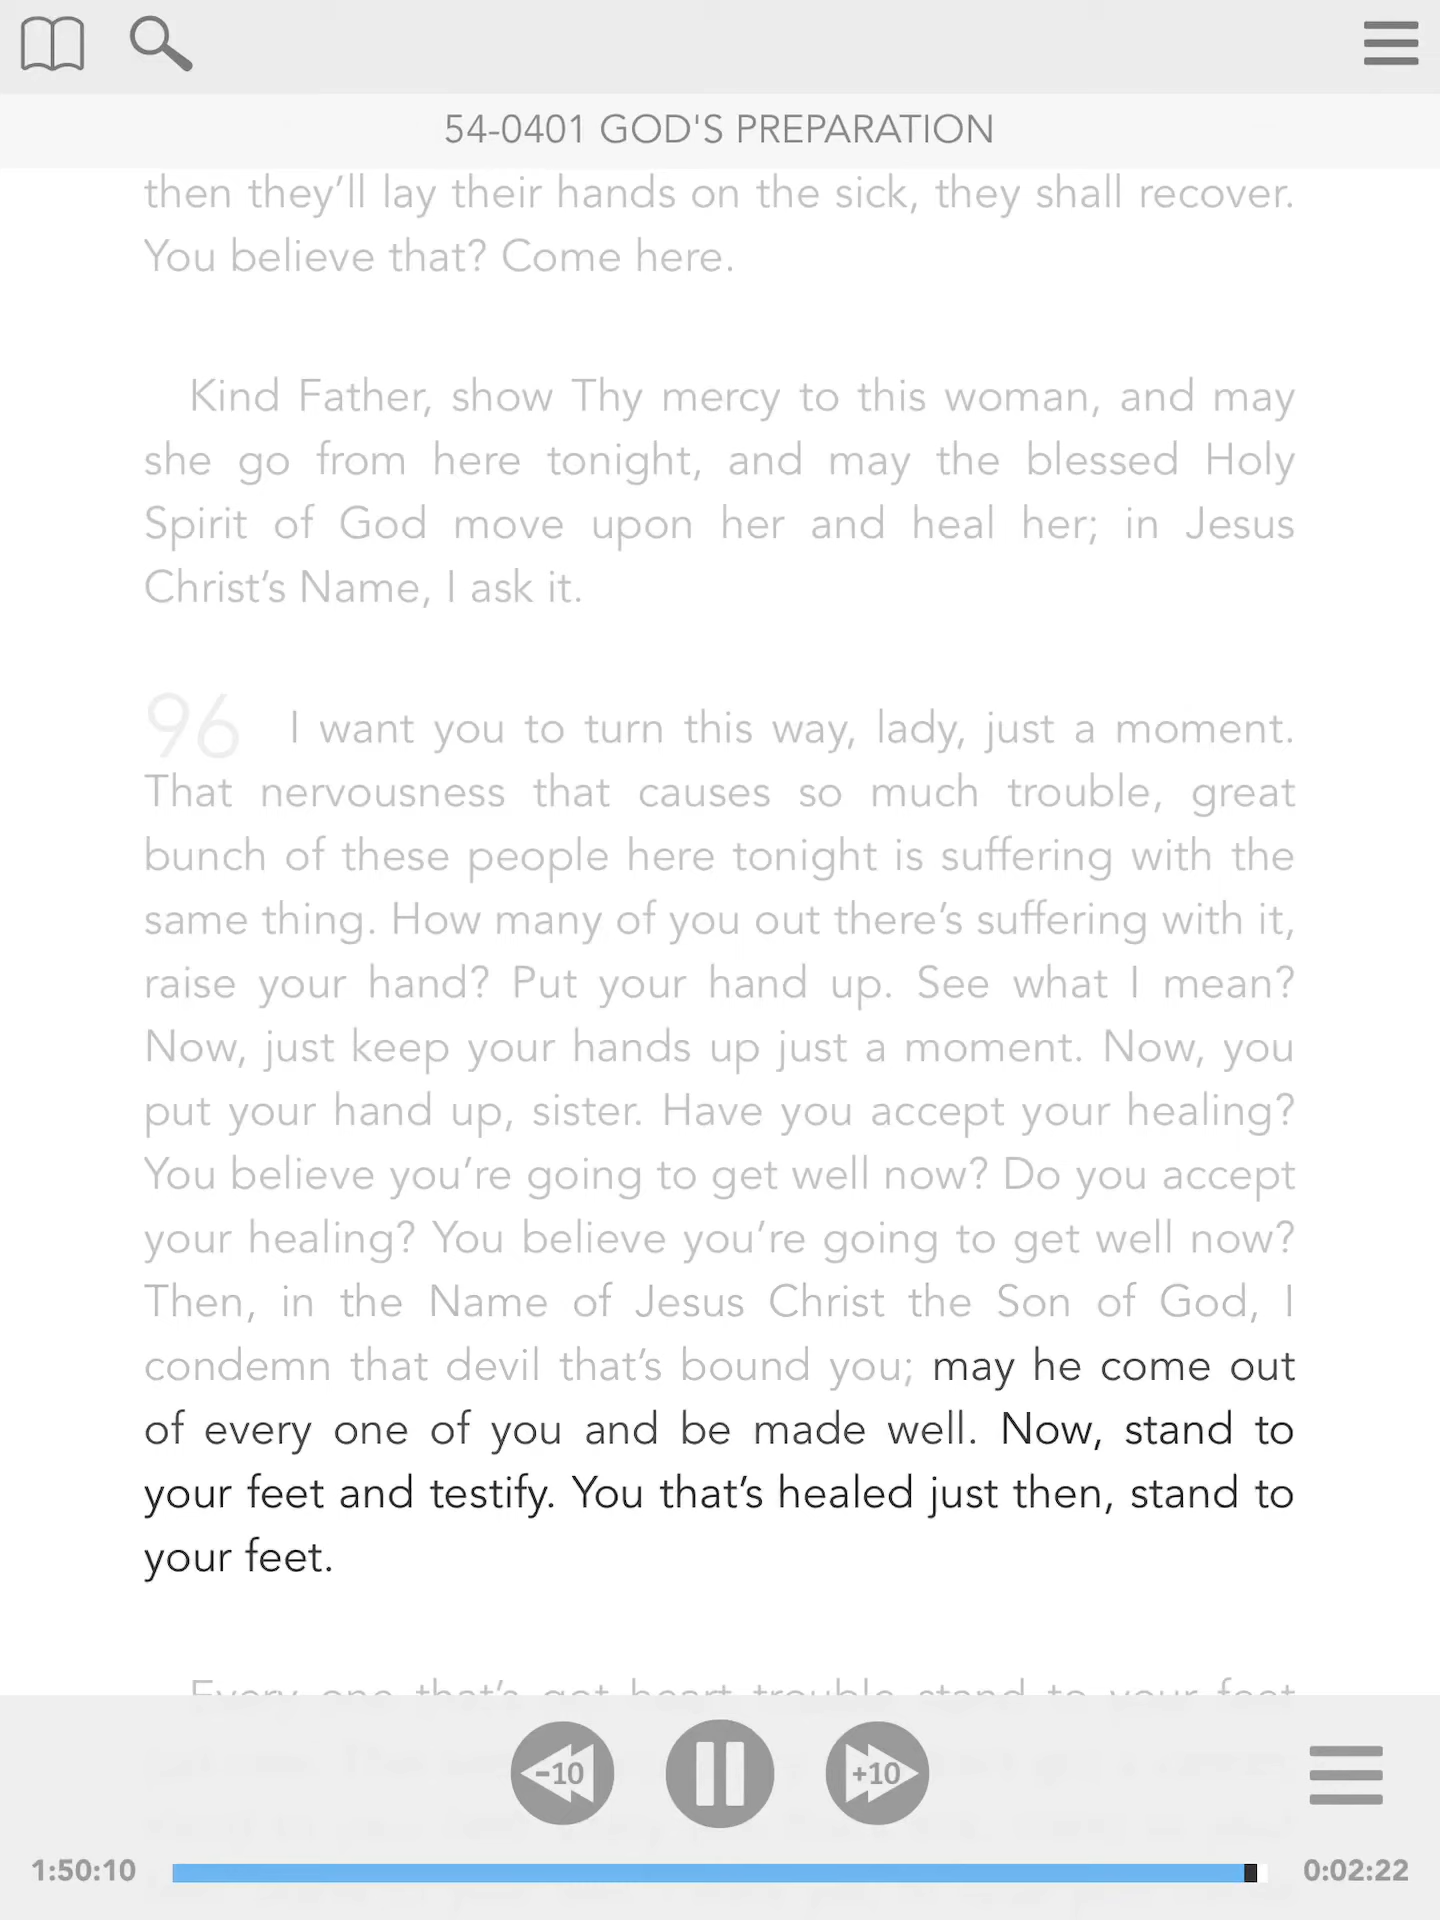 54-0401 GOD'S PREPARATION
then they’ll lay their hands on the sick, they shall recover.
You believe that? Come here.
Kind Father, show Thy mercy to this woman, and may
she go from here tonight, and may the blessed Holy
Spirit of God move upon her and heal her; in Jesus
Christ’s Name, I ask it.
96 I want you to turn this way, lady, just a moment.
That nervousness that causes so much trouble, great
bunch of these people here tonight is suffering with the
same thing. How many of you out there’s suffering with it,
raise your hand? Put your hand up. See what I mean?
Now, just keep your hands up just a moment. Now, you
put your hand up, sister. Have you accept your healing?
You believe you’re going to get well now? Do you accept
your healing? You believe you’re going to get well now?
Then, in the Name of Jesus Christ the Son of God, I
condemn that devil that’s bound you; may he come out
of every one of you and be made well. Now, stand to
your feet and testify. You that’s healed just then, stand to
your feet.
Every one that’s got heart trouble stand to your feet
-10 +10
1:50:10 0:02:22